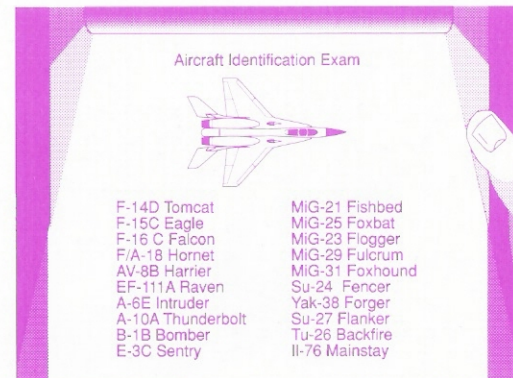 Aircraft Identification Exam
F-14D Tomcat
F-15C Eagle
F-16 C Falcon
F/A-18 Hornet
AV-8B Harrier
EF-111A Raven
A-6E Intruder
A-10A Thunderbolt
B-1B Bomber
E-3C Sentry
MiG-21 Fishbed
MiG-25 Foxbat
MiG-23 Flogger
MiG-29 Fulcrum
MiG-31 Foxhound
Su-24 Fencer
Yak-38 Forger
Su-27 Flanker
Tu-26 Backfire
Il-76 Mainstay